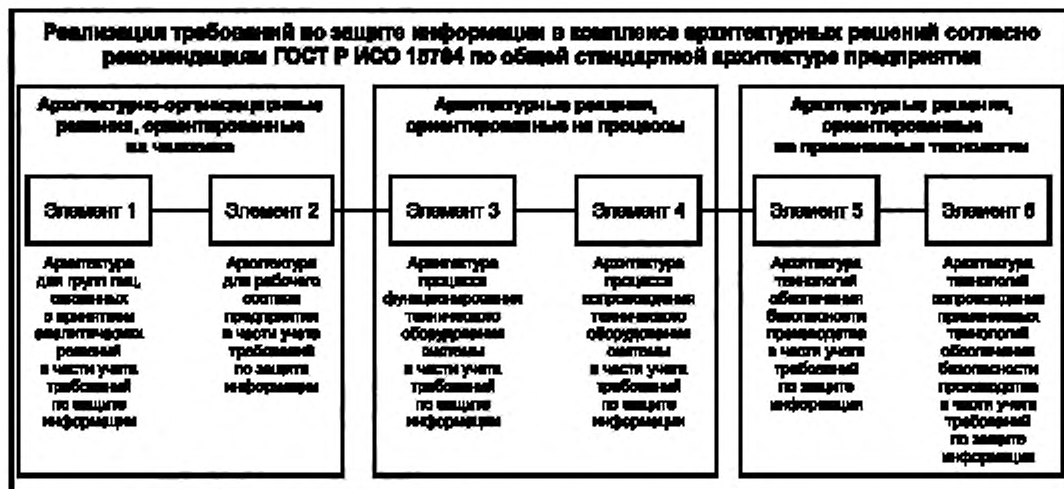 Реализация требований по защите информации в комплексе архитектурных решений согласно
рекомендациям ГОСТ Р ИСО 15704 по общей стандартной архитектуре предприятия
Архитектурно-организационные
решения, ориентированные
на человека
Элемент 1
Элемент 2
Архитектура
для групп лиц,
связанных
с принятием
аналитических
решений
в части учета
требований
по защите
информации
Архитектура
для рабочего
состава
предприятия
в части учета
требований
по защите
информации
Архитектурные решения,
ориентированные на процессы
Элемент 3
Элемент 4
Архитектура
процесса
функционирования
технического
оборудования
системы
в части учета
требований
по защите
информации
Архитектура
процесса
сопровождения
технического
оборудования
системы
в части учета
требований
по защите
информации
Архитектурные решения,
ориентированные
на применяемые технологии
Элемент 5
Элемент 6
Архитектура
технологий
обеспечения
безопасности
производства
в части учета
требований
по защите
информации
Архитектура
технологий
сопровождения
применяемых
технологий
обеспечения
безопасности
производства
в части учета
требований
по защите
информации